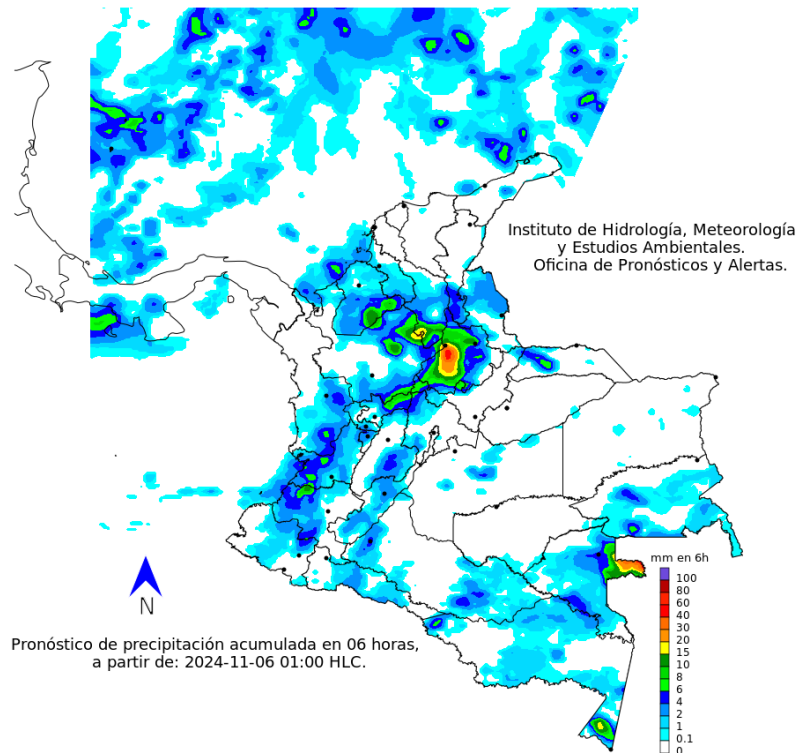 Instituto de Hidrología, Meteorología
y Estudios Ambientales.
Oficina de Pronósticos y Alertas.
mm en 6h
100
80
60
40
30
20
15
10
8
6
4
2
1
0.1
0
N
Pronóstico de precipitación acumulada en 06 horas,
a partir de: 2024-11-06 01:00 HLC.